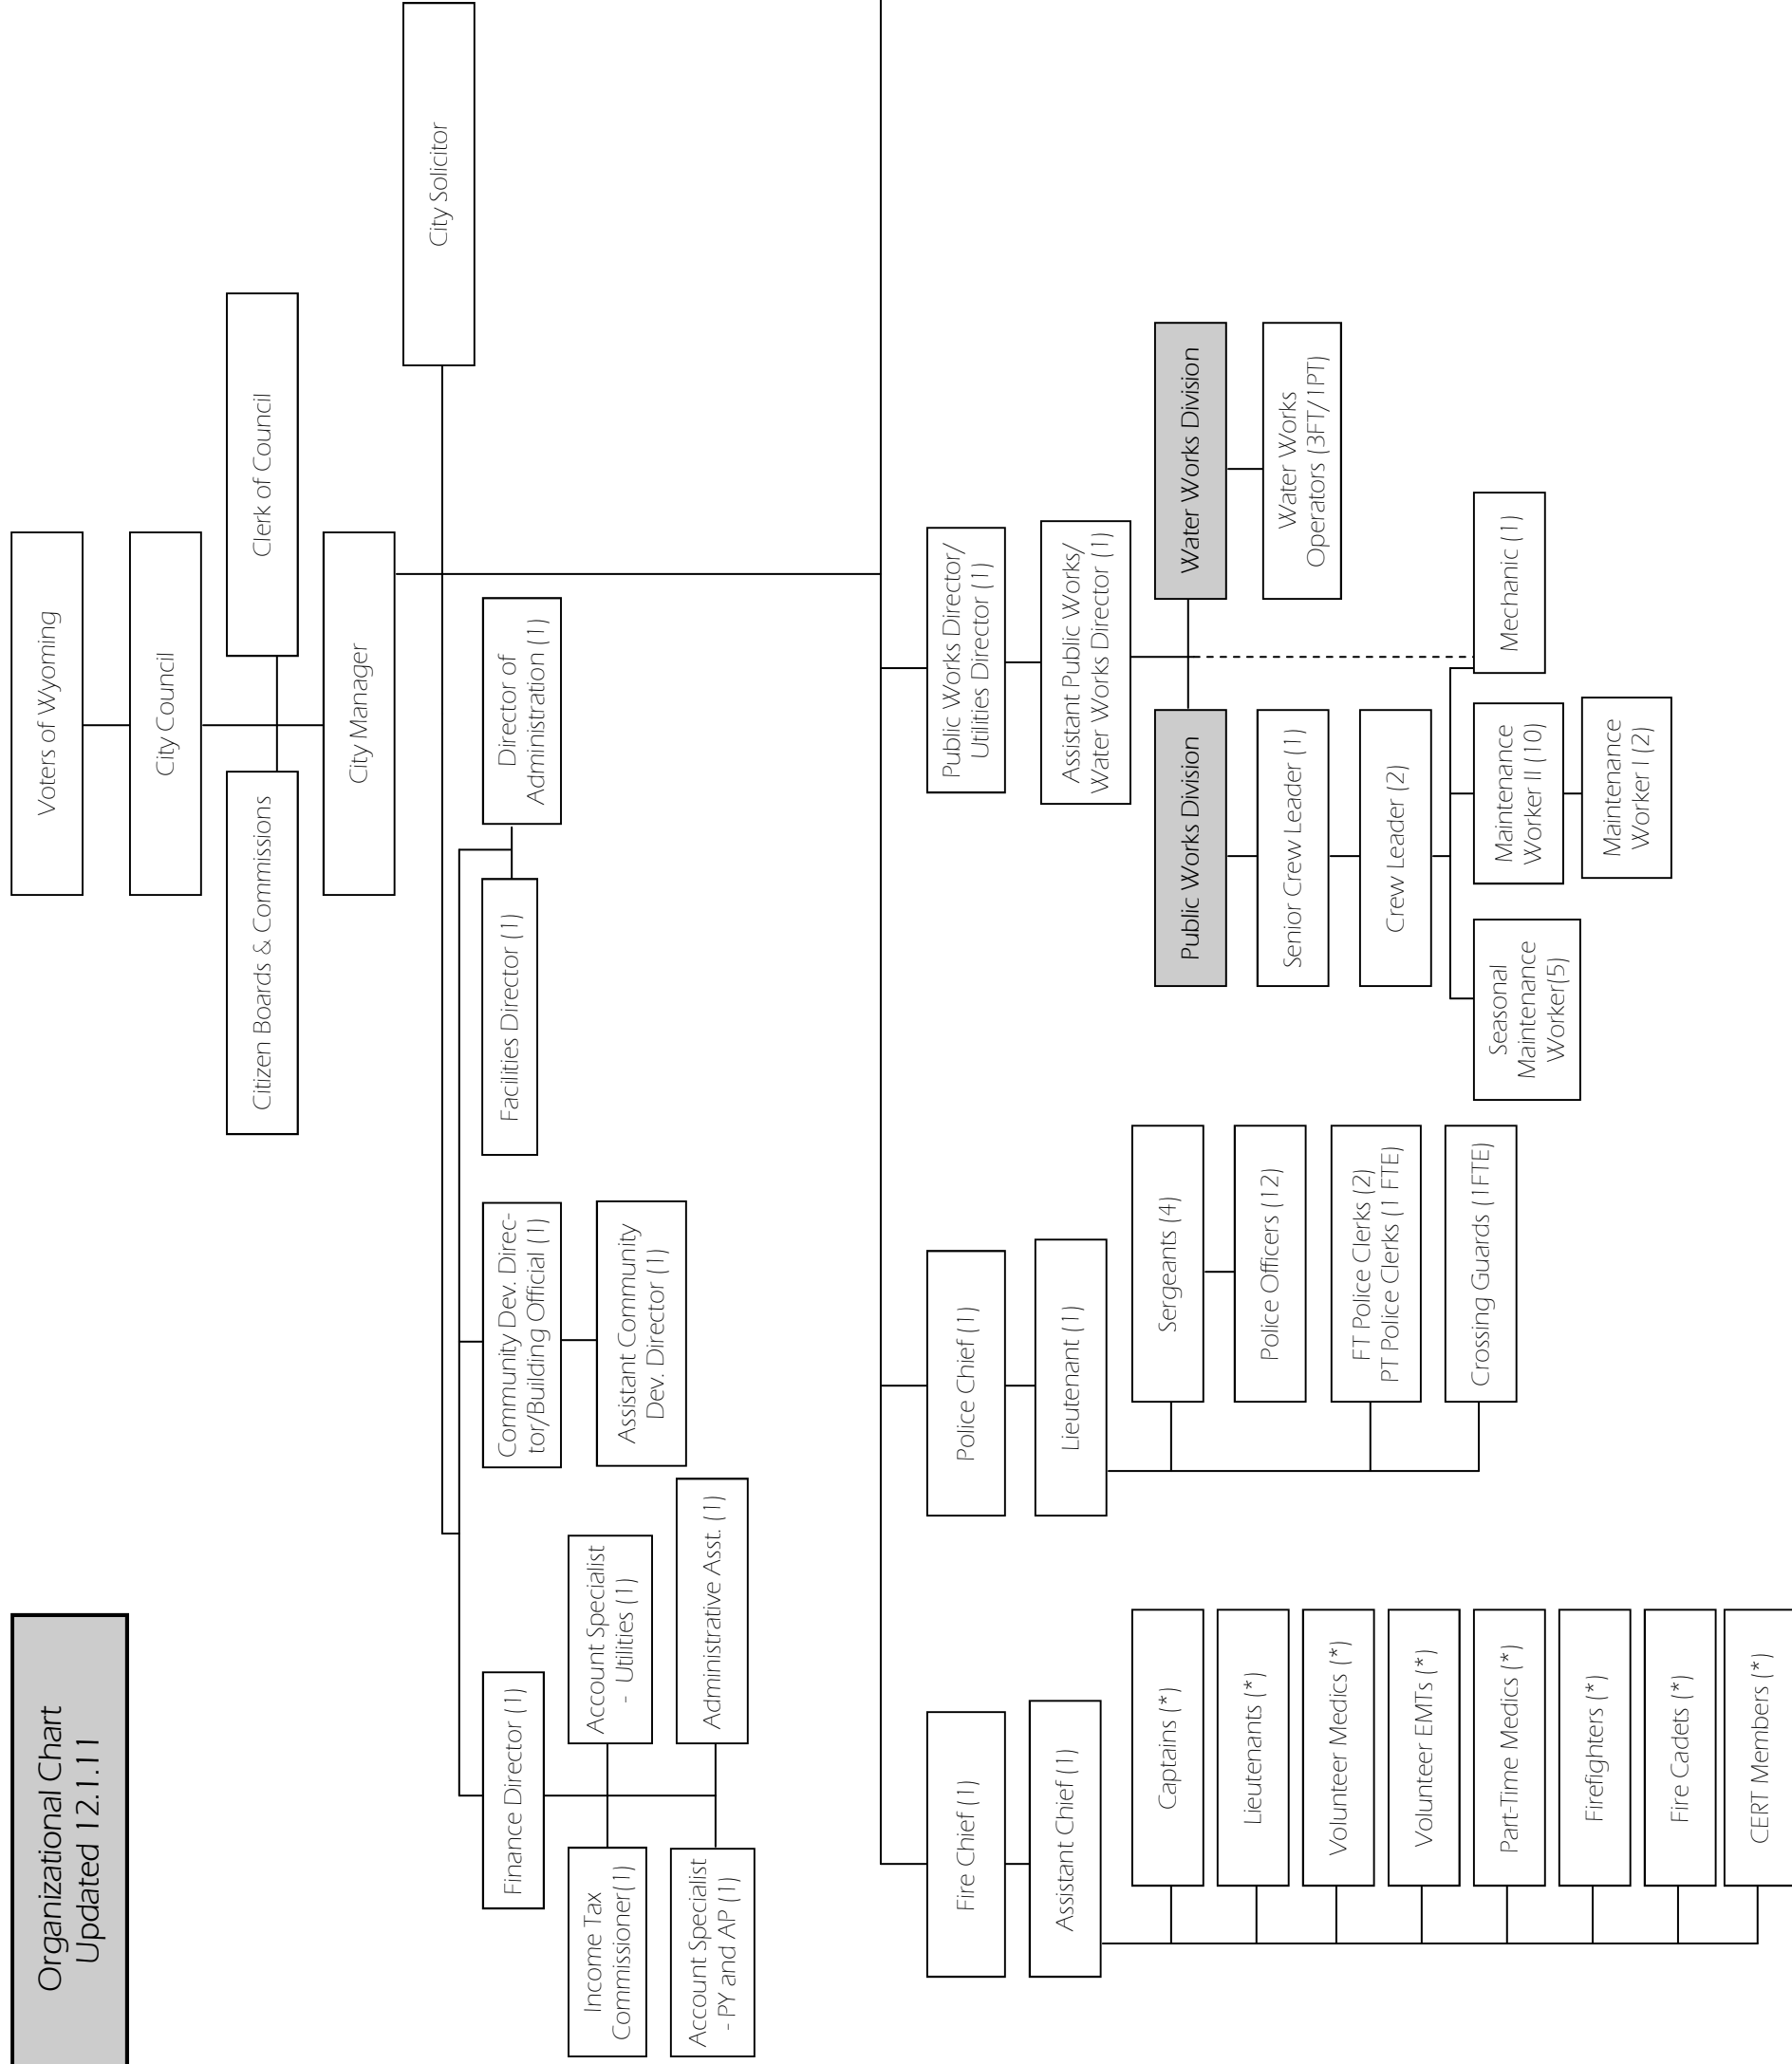 Organizational Chart
Updated 12.1.11
Voters of Wyoming
City Council
Citizen Boards & Commissions
Clerk of Council
City Manager
City Solicitor
Finance Director (1)
Income Tax
Commissioner(1)
Account Specialist
- Utilities (1)
Account Specialist
- PY and AP (1)
Administrative Asst. (1)
Community Dev. Direc-
tor/Building Official (1)
Assistant Community
Dev. Director (1)
Facilities Director (1)
Director of
Administration (1)
Fire Chief (1)
Assistant Chief (1)
Captains (*)
Lieutenants (*)
Volunteer Medics (*)
Volunteer EMTs (*)
Part-Time Medics (*)
Firefighters (*)
Fire Cadets (*)
CERT Members (*)
Police Chief (1)
Lieutenant (1)
Sergeants (4)
Police Officers (12)
FT Police Clerks (2)
PT Police Clerks (1 FTE)
Crossing Guards (1FTE)
Public Works Director/
Utilities Director (1)
Assistant Public Works/
Water Works Director (1)
Public Works Division
Water Works Division
Senior Crew Leader (1)
Water Works
Operators (3FT/1PT)
Crew Leader (2)
Seasonal
Maintenance
Worker(5)
Maintenance
Worker II (10)
Mechanic (1)
Maintenance
Worker I (2)